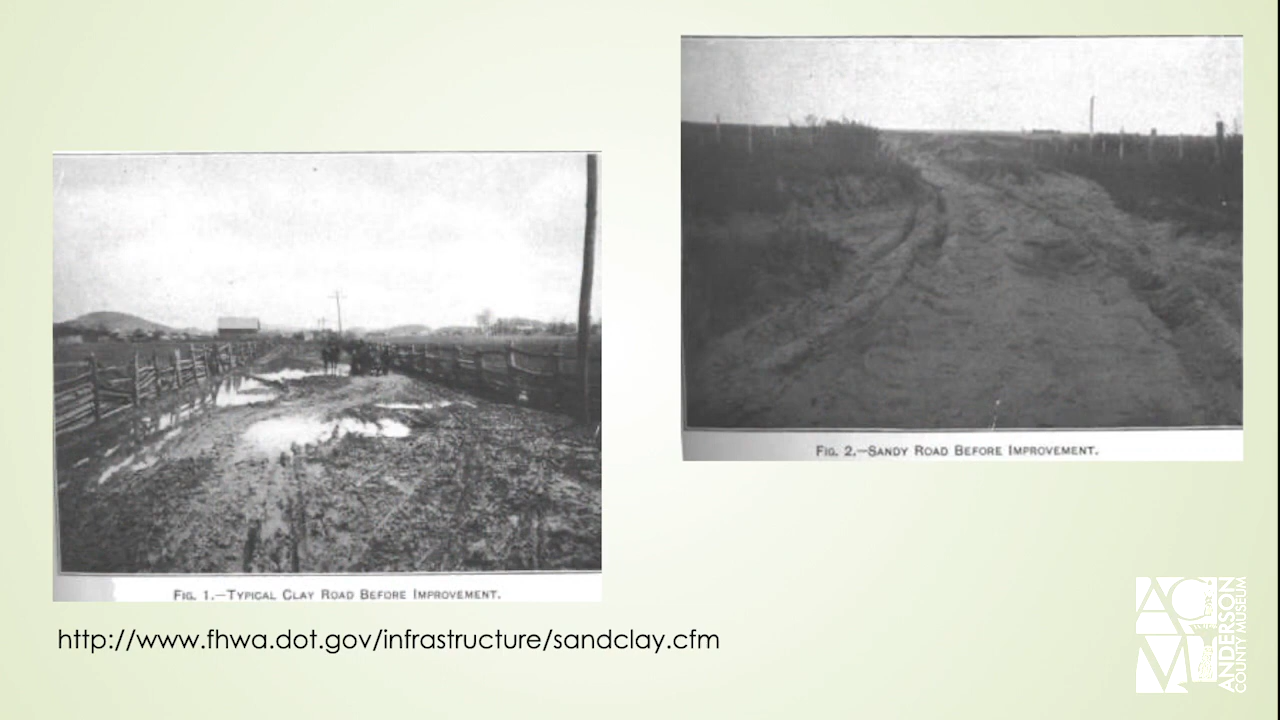 FIG. 2.—SANDY ROAD BEFORE IMPROVEMENT.
FIG. 1.—TYPICAL CLAY ROAD BEFORE IMPROVEMENT.
http://www.fhwa.dot.gov/infrastructure/sandclay.cfm
ACM
ANDERSON
COUNTY MUSEUM